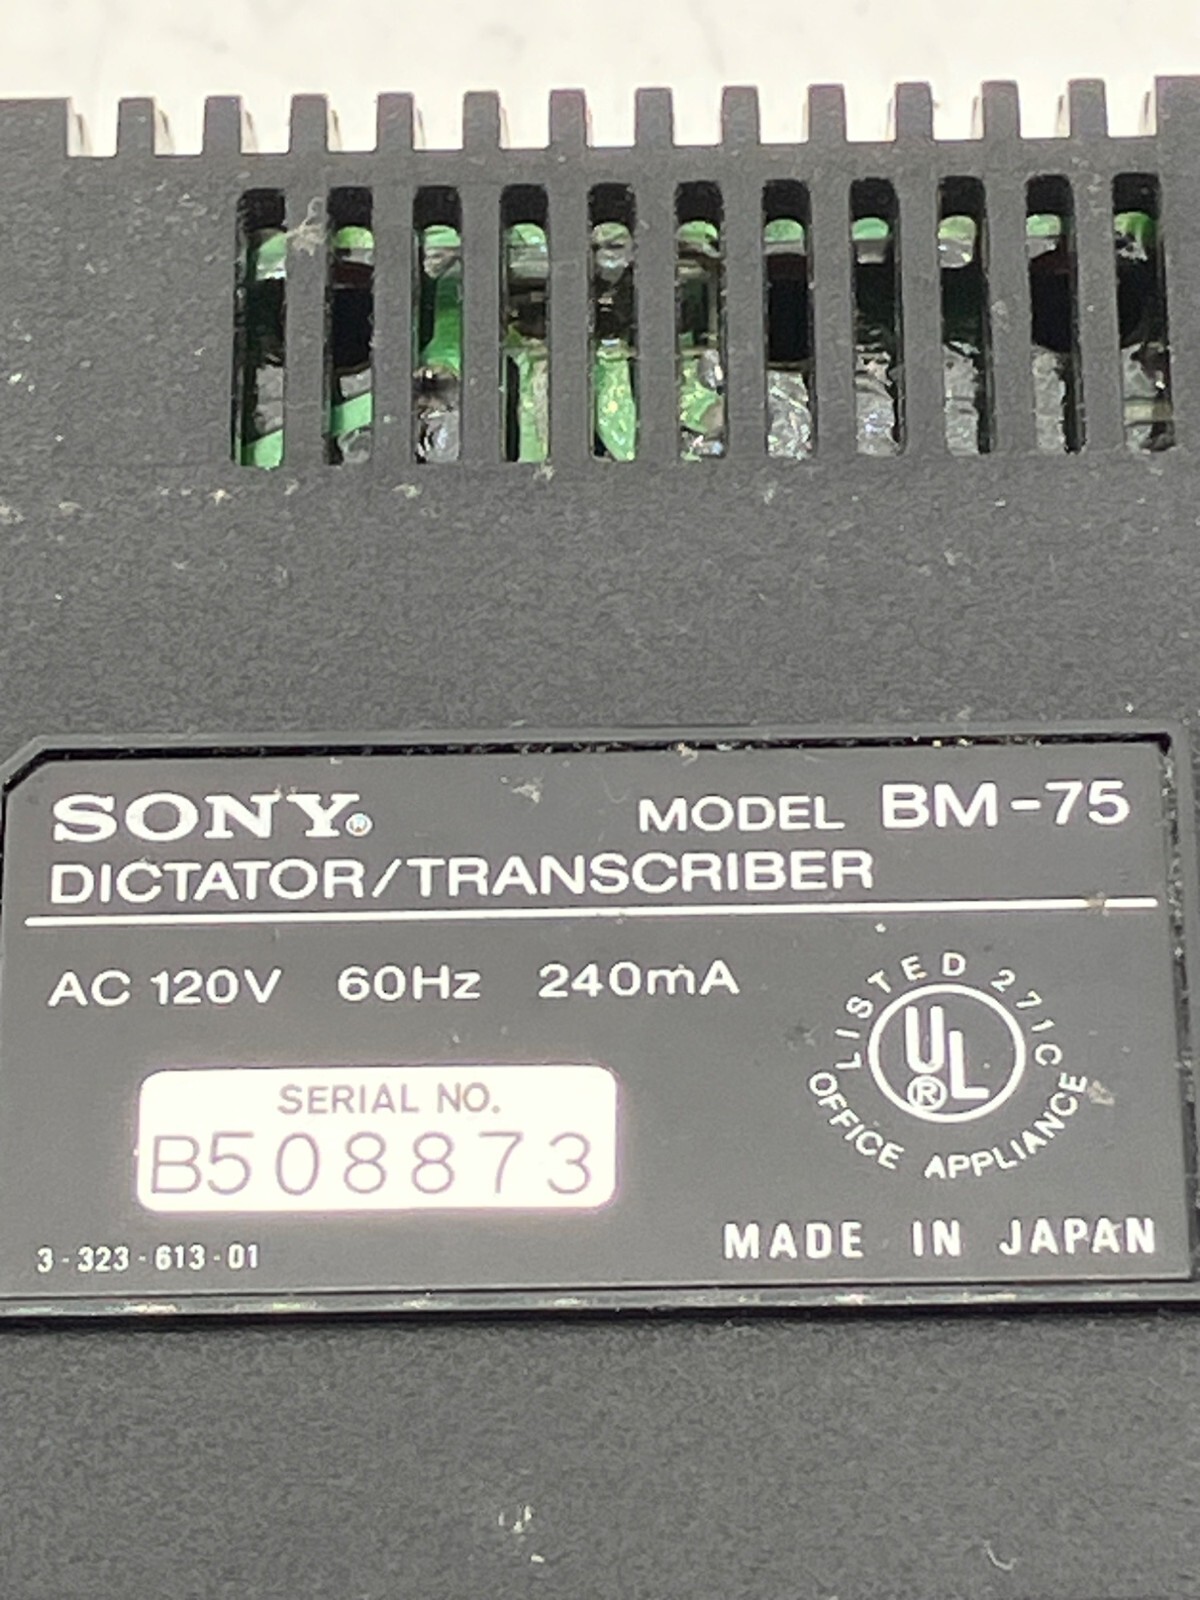 SONY® MODEL BM-75
DICTATOR/TRANSCRIBER
AC 120V 60Hz 240mA
LISTED 271C
UL®
OFFICE APPLIANCE
SERIAL NO.
B508873
3-323-613-01
MADE IN JAPAN